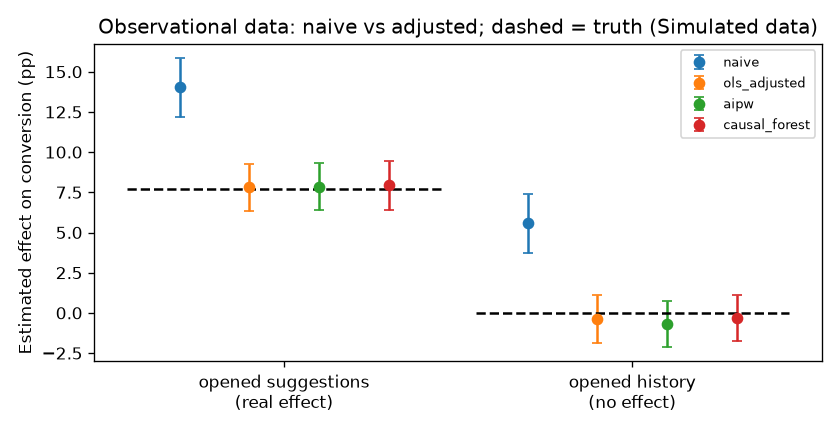 Observational data: naive vs adjusted; dashed = truth (Simulated data)
Estimated effect on conversion (pp)
15.0
12.5
10.0
7.5
5.0
2.5
0.0
−2.5
naive
ols_adjusted
aipw
causal_forest
opened suggestions
(real effect)
opened history
(no effect)